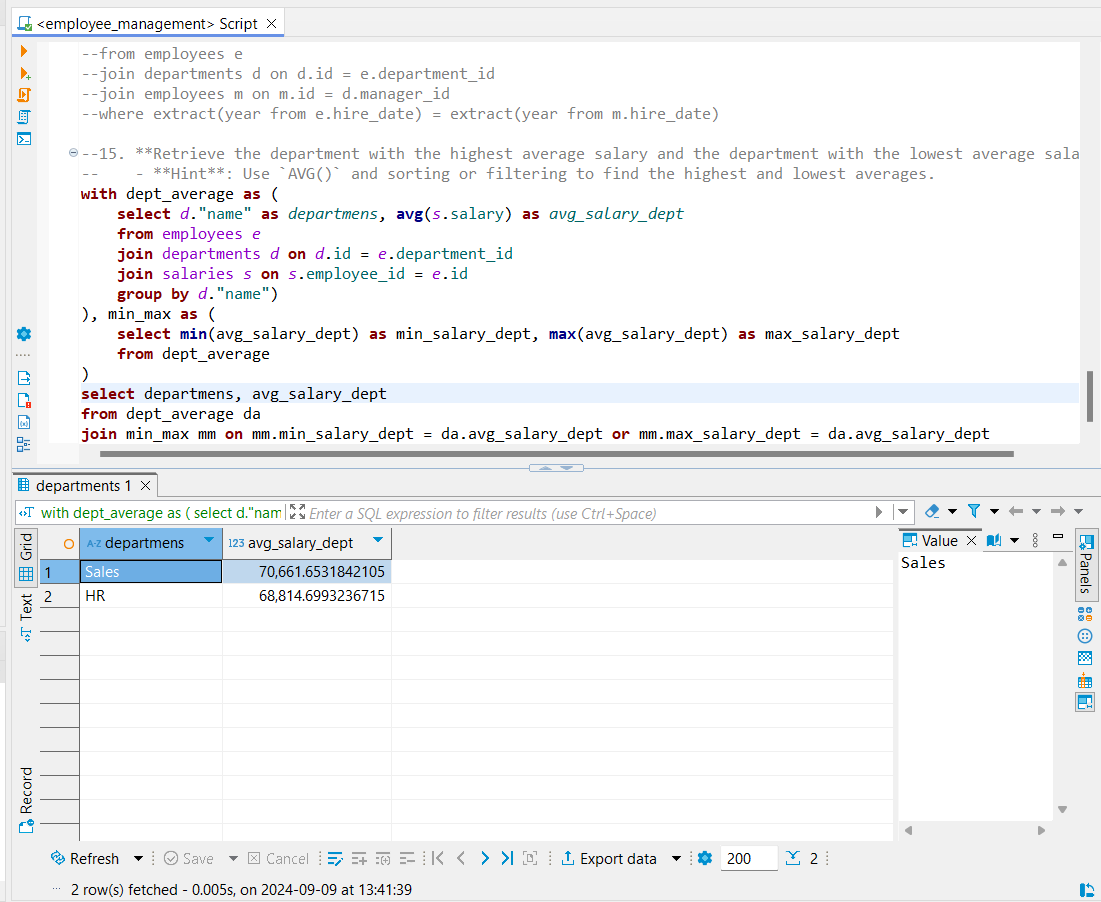 <employee_management> Script
--from employees e
--join departments d on d.id = e.department_id
--join employees m on m.id = d.manager_id
--where extract(year from e.hire_date) = extract(year from m.hire_date)
--15. **Retrieve the department with the highest average salary and the department with the lowest average sala
--    - **Hint**: Use `AVG()` and sorting or filtering to find the highest and lowest averages.
with dept_average as (
    select d."name" as departmens, avg(s.salary) as avg_salary_dept
    from employees e
    join departments d on d.id = e.department_id
    join salaries s on s.employee_id = e.id
    group by d."name")
), min_max as (
    select min(avg_salary_dept) as min_salary_dept, max(avg_salary_dept) as max_salary_dept
    from dept_average
)
select departmens, avg_salary_dept
from dept_average da
join min_max mm on mm.min_salary_dept = da.avg_salary_dept or mm.max_salary_dept = da.avg_salary_dept
departments 1
with dept_average as ( select d."nam
Enter a SQL expression to filter results (use Ctrl+Space)
Grid
Text
Record
A-Z departmens
123 avg_salary_dept
1 Sales 70,661.6531842105
2 HR 68,814.6993236715
Value
Sales
Panels
Refresh
Save
Cancel
Export data
200
2
2 row(s) fetched - 0.005s, on 2024-09-09 at 13:41:39